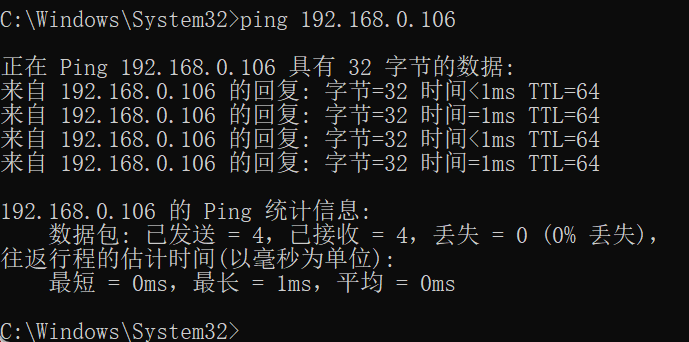 C:\Windows\System32>ping 192.168.0.106
正在 Ping 192.168.0.106 具有 32 字节的数据:
来自 192.168.0.106 的回复: 字节=32 时间<1ms TTL=64
来自 192.168.0.106 的回复: 字节=32 时间=1ms TTL=64
来自 192.168.0.106 的回复: 字节=32 时间<1ms TTL=64
来自 192.168.0.106 的回复: 字节=32 时间=1ms TTL=64
192.168.0.106 的 Ping 统计信息:
数据包: 已发送 = 4，已接收 = 4，丢失 = 0 (0% 丢失)，
往返行程的估计时间(以毫秒为单位):
最短 = 0ms，最长 = 1ms，平均 = 0ms
C:\Windows\System32>